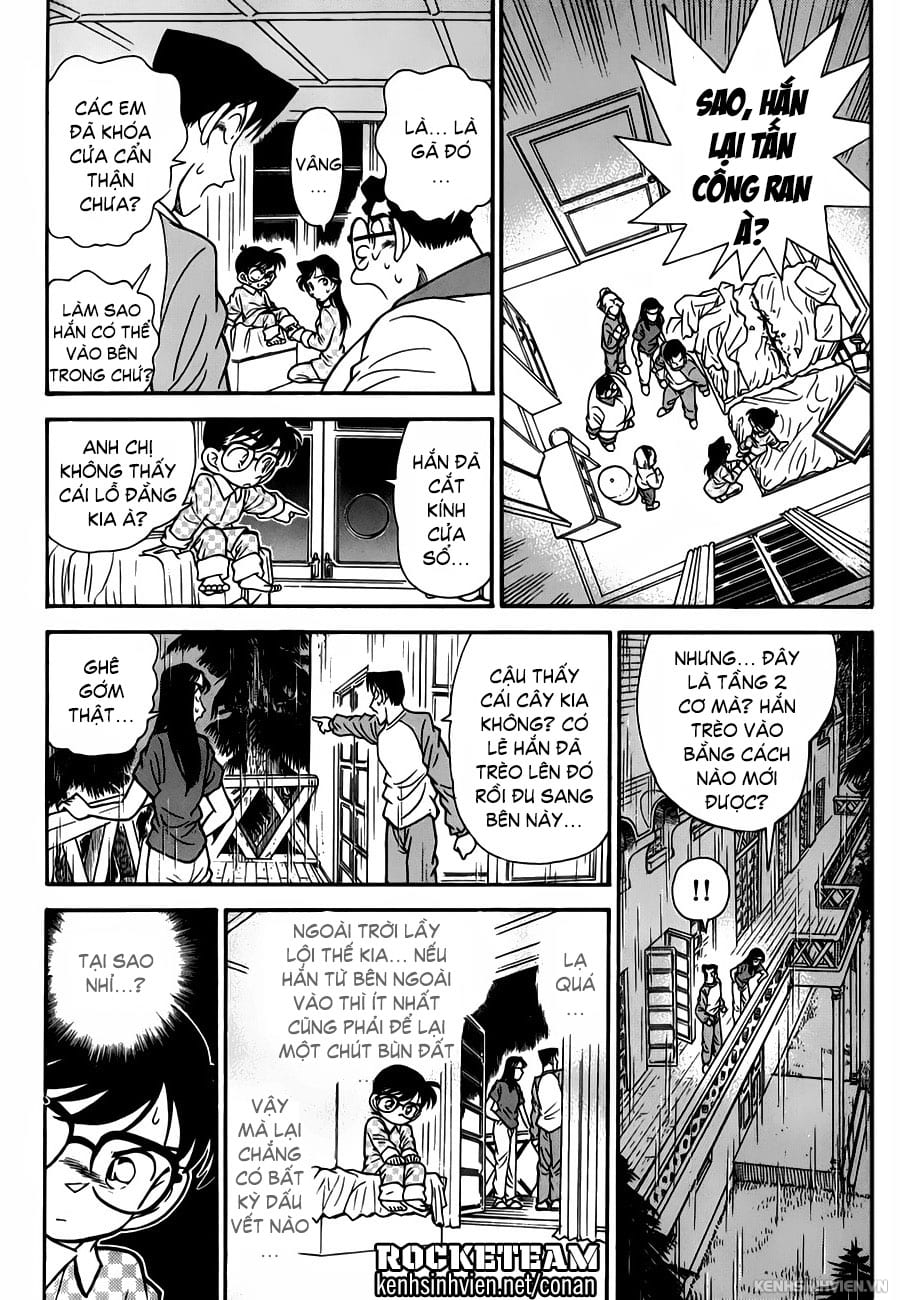 SAO, HẮN
LẠI TẤN
CÔNG RAN
À?
LÀ... LÀ
GÃ ĐÓ
...
VÂNG
...
CÁC EM
ĐÃ KHÓA
CỬA CẨN
THẬN
CHƯA?
LÀM SAO
HẮN CÓ THỂ
VÀO BÊN
TRONG CHỨ?
HẮN ĐÃ
CẮT
KÍNH
CỬA
SỔ...
ANH CHỊ
KHÔNG THẤY
CÁI LỖ ĐẰNG
KIA À?
NHƯNG... ĐÂY
LÀ TẦNG 2
CƠ MÀ? HẮN
TRÈO VÀO
BẰNG CÁCH
NÀO MỚI
ĐƯỢC?
!!
CẬU THẤY
CÁI CÂY KIA
KHÔNG? CÓ
LẼ HẮN ĐÃ
TRÈO LÊN ĐÓ
RỒI ĐU SANG
BÊN NÀY...
GHÊ
GỚM
THẬT...
LẠ
QUÁ
...
NGOÀI TRỜI LẦY
LỘI THẾ KIA... NẾU
HẮN TỪ BÊN NGOÀI
VÀO THÌ ÍT NHẤT
CŨNG PHẢI ĐỂ LẠI
MỘT CHÚT BÙN ĐẤT
...
VẬY
MÀ LẠI
CHẲNG
CÓ BẤT
KỲ DẤU
VẾT NÀO
...
TẠI SAO
NHỈ...?
ROCKETEAM
kenhsinhvien.net/conan
KENHSINHVIEN.VN